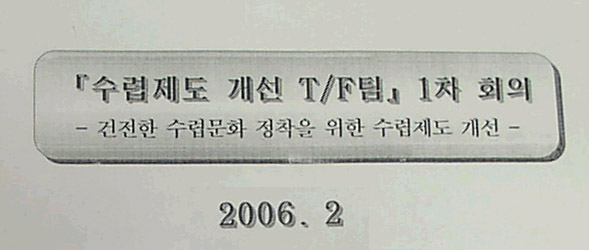 『수렵제도 개선 T/F팀』 1차 회의
- 건전한 수렵문화 정착을 위한 수렵제도 개선 -
2006. 2